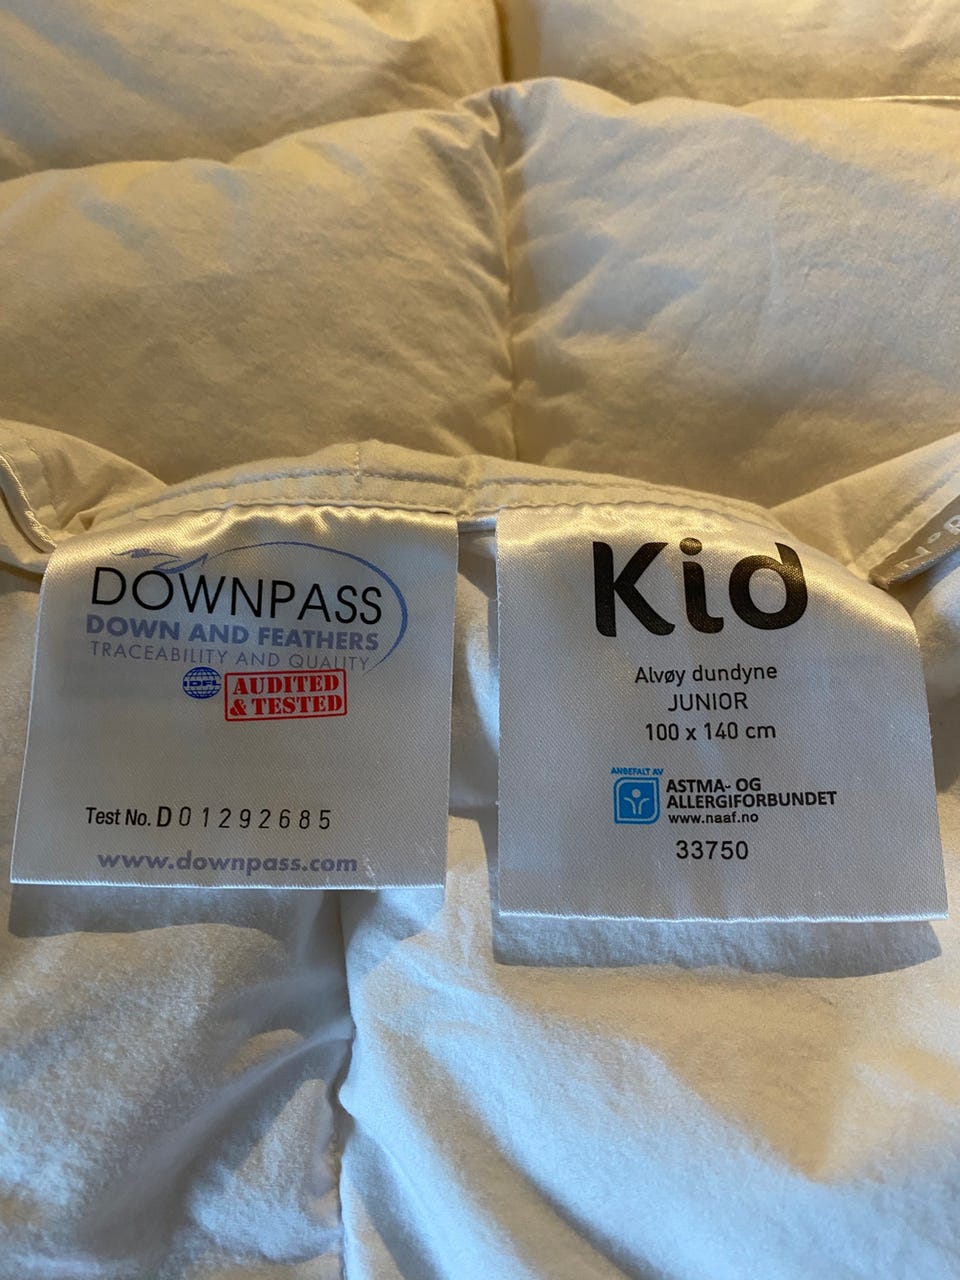 DOWNPASS
DOWN AND FEATHERS
TRACEABILITY AND QUALITY
IDFL
AUDITED
& TESTED
Test No. D01292685
www.downpass.com
Kid
Alvøy dundyne
JUNIOR
100 x 140 cm
ANBEFALT AV
ASTMA- OG
ALLERGIFORBUNDET
www.naaf.no
33750